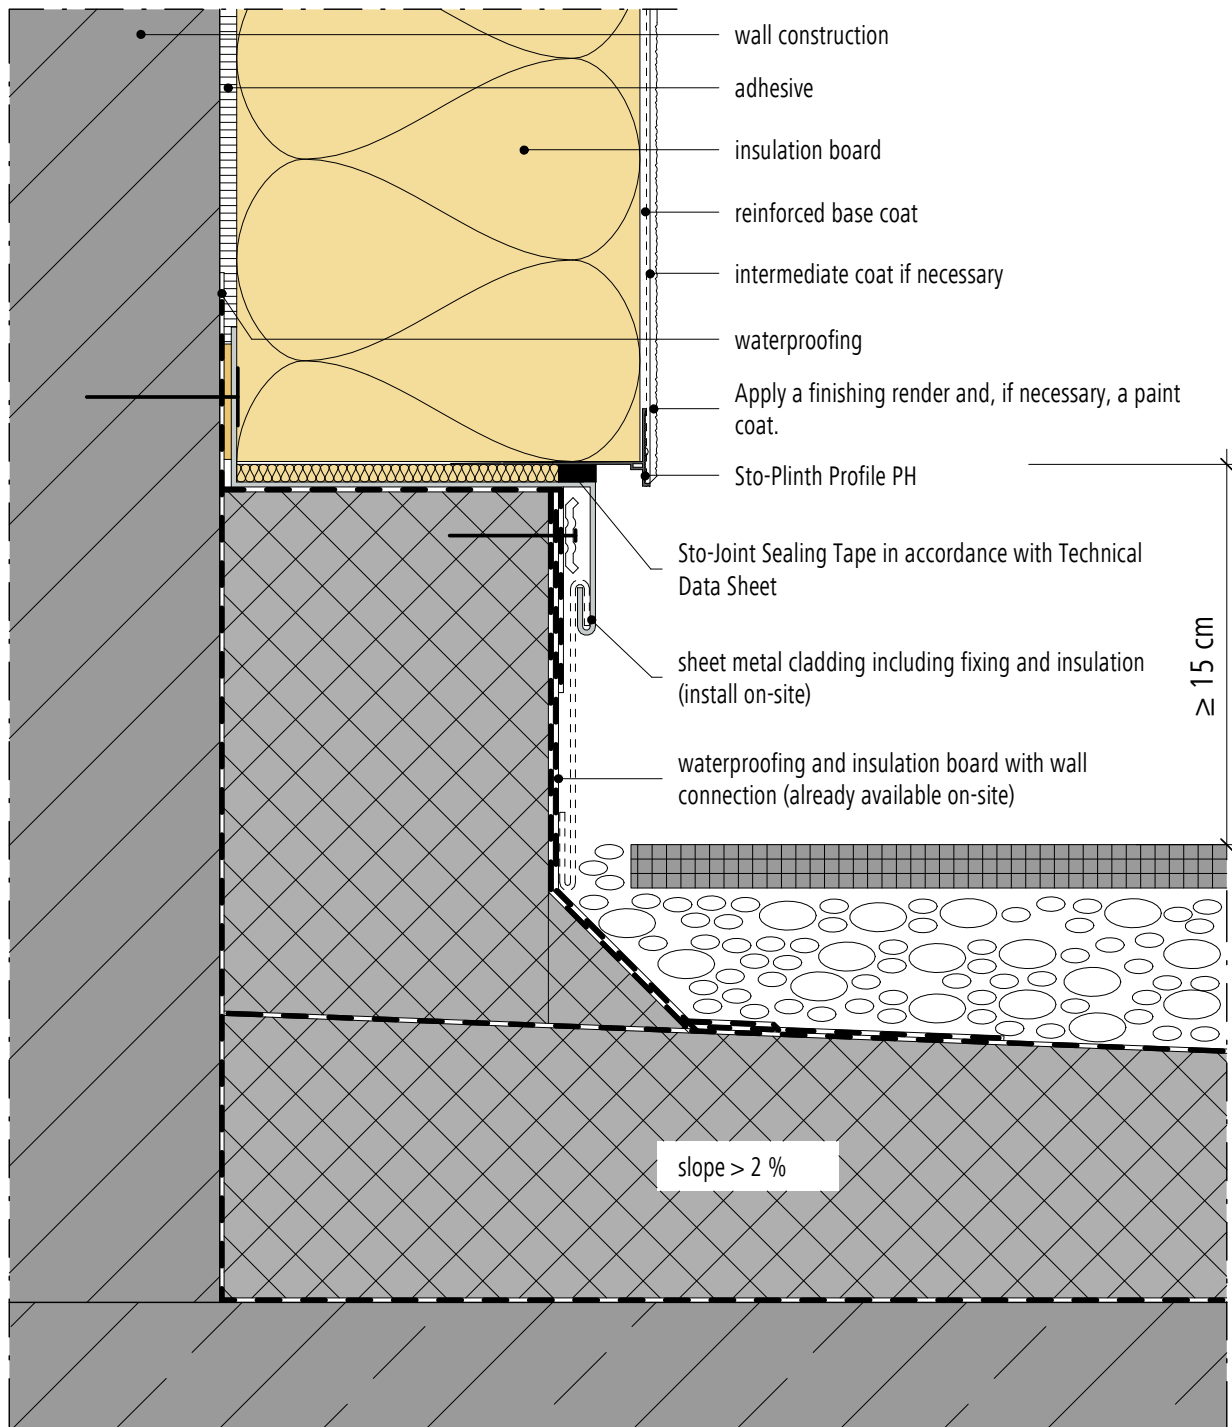 wall construction
adhesive
insulation board
reinforced base coat
intermediate coat if necessary
waterproofing
Apply a finishing render and, if necessary, a paint
coat.
Sto-Plinth Profile PH
Sto-Joint Sealing Tape in accordance with Technical
Data Sheet
sheet metal cladding including fixing and insulation
(install on-site)
≥ 15 cm
waterproofing and insulation board with wall
connection (already available on-site)
slope > 2 %